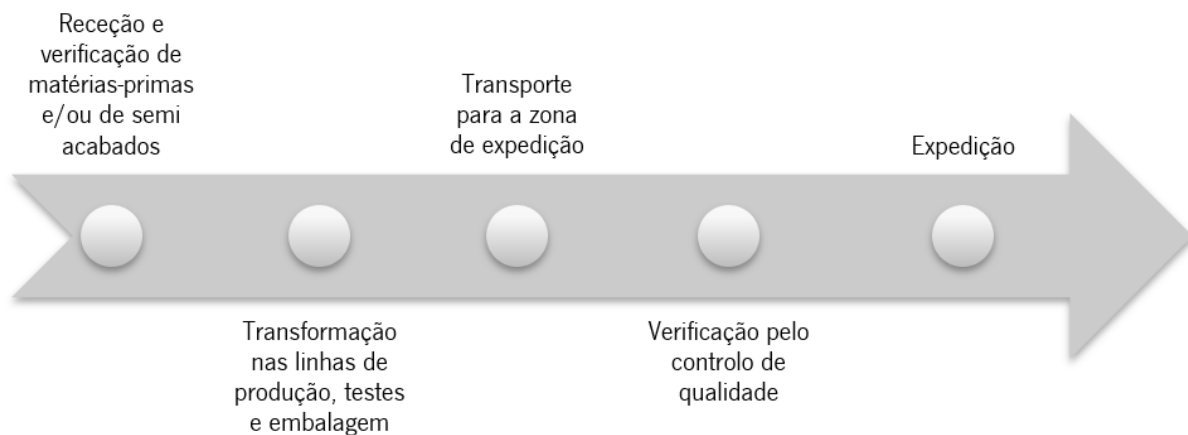 Receção e
verificação de
matérias-primas
e/ou de semi
acabados
Transformação
nas linhas de
produção, testes
e embalagem
Transporte
para a zona
de expedição
Verificação pelo
controlo de
qualidade
Expedição